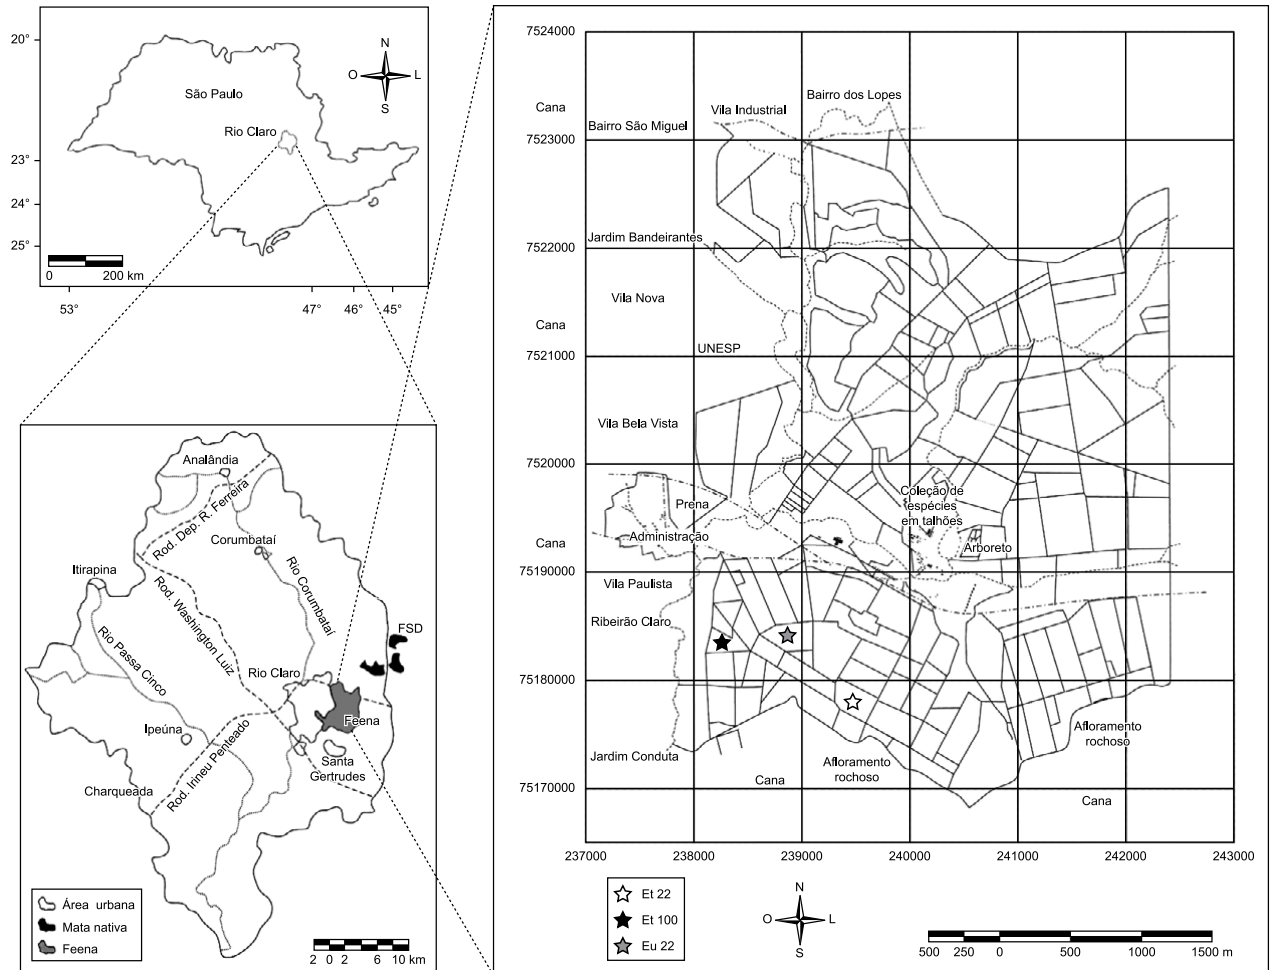 20°
23°
24°
25°
53°
47°
46°
45°
N
O
L
S
São Paulo
Rio Claro
0
200 km
Analândia
Rod. Dep. R. Ferreira
Corumbataí
Itirapina
Rod. Washington Luiz
Rio Corumbataí
Rio Passa Cinco
FSD
Rio Claro
Feena
Ipeúna
Rod. Irineu Penteado
Santa
Gertrudes
Charqueada
Área urbana
Mata nativa
Feena
2 0 2 6 10 km
7524000
Cana
Bairro dos Lopes
Vila Industrial
Bairro São Miguel
7523000
Jardim Bandeirantes
7522000
Vila Nova
Cana
UNESP
7521000
Vila Bela Vista
7520000
Prena
Coleção de
espécies
em talhões
Administração
Cana
Arboreto
75190000
Vila Paulista
Ribeirão Claro
75180000
Afloramento
rochoso
Jardim Conduta
Afloramento
rochoso
Cana
75170000
Cana
237000
238000
239000
240000
241000
242000
243000
Et 22
Et 100
Eu 22
N
O
L
S
500 250 0 500 1000 1500 m